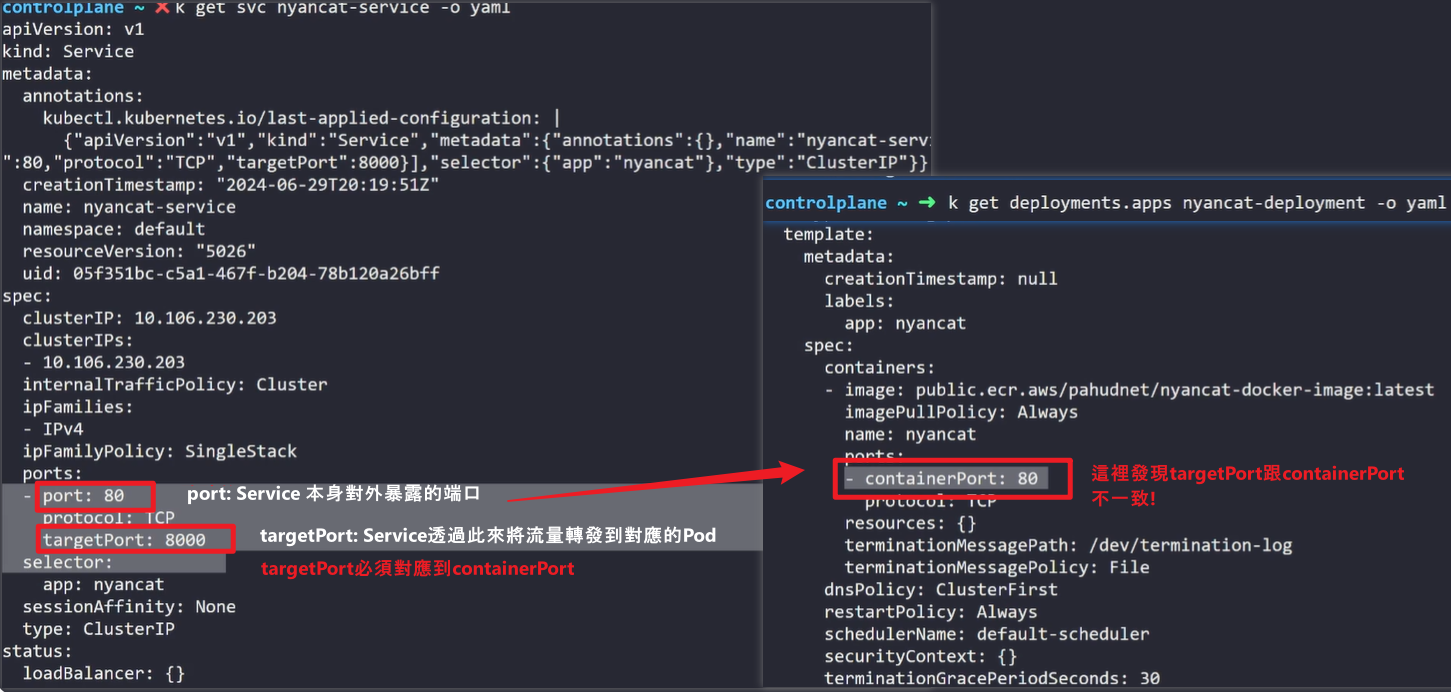 controlplane ~ ✕ k get svc nyancat-service -o yaml
apiVersion: v1
kind: Service
metadata:
  annotations:
    kubectl.kubernetes.io/last-applied-configuration: |
      {"apiVersion":"v1","kind":"Service","metadata":{"annotations":{},"name":"nyancat-serv
":80,"protocol":"TCP","targetPort":8000}],"selector":{"app":"nyancat"},"type":"ClusterIP"}}
  creationTimestamp: "2024-06-29T20:19:51Z"
  name: nyancat-service
  namespace: default
  resourceVersion: "5026"
  uid: 05f351bc-c5a1-467f-b204-78b120a26bff
spec:
  clusterIP: 10.106.230.203
  clusterIPs:
  - 10.106.230.203
  internalTrafficPolicy: Cluster
  ipFamilies:
  - IPv4
  ipFamilyPolicy: SingleStack
  ports:
  - port: 80
port: Service 本身對外暴露的端口
    protocol: TCP
    targetPort: 8000
targetPort: Service透過此來將流量轉發到對應的Pod
targetPort必須對應到containerPort
  selector:
    app: nyancat
  sessionAffinity: None
  type: ClusterIP
status:
  loadBalancer: {}
controlplane ~ ➜ k get deployments.apps nyancat-deployment -o yaml
  template:
    metadata:
      creationTimestamp: null
      labels:
        app: nyancat
    spec:
      containers:
      - image: public.ecr.aws/pahudnet/nyancat-docker-image:latest
        imagePullPolicy: Always
        name: nyancat
        ports:
        - containerPort: 80
          protocol: TCP
這裡發現targetPort跟containerPort
不一致!
        resources: {}
        terminationMessagePath: /dev/termination-log
        terminationMessagePolicy: File
      dnsPolicy: ClusterFirst
      restartPolicy: Always
      schedulerName: default-scheduler
      securityContext: {}
      terminationGracePeriodSeconds: 30